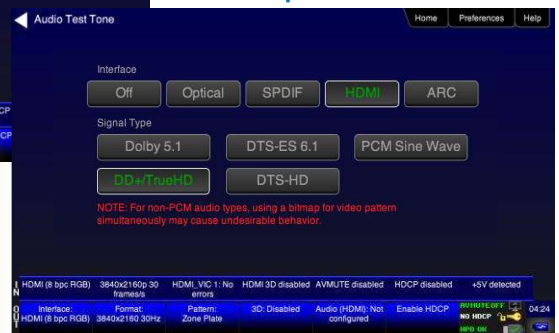 Audio Test Tone
Home Preferences Help
Interface
Off Optical SPDIF HDMI ARC
Signal Type
Dolby 5.1 DTS-ES 6.1 PCM Sine Wave
DD+/TrueHD DTS-HD
NOTE: For non-PCM audio types, using a bitmap for video pattern
simultaneously may cause undesirable behavior.
CP
CP
IN
HDMI (8 bpc RGB) 3840x2160p 30 frames/s HDMI_VIC 1: No errors HDMI 3D disabled AVMUTE disabled HDCP disabled +5V detected
OUT
Interface: HDMI (8 bpc RGB) Format: 3840x2160 30Hz Pattern: Zone Plate 3D: Disabled Audio (HDMI): Not configured Enable HDCP
AVMUTE OFF
NO HDCP
HPD OK
04:24